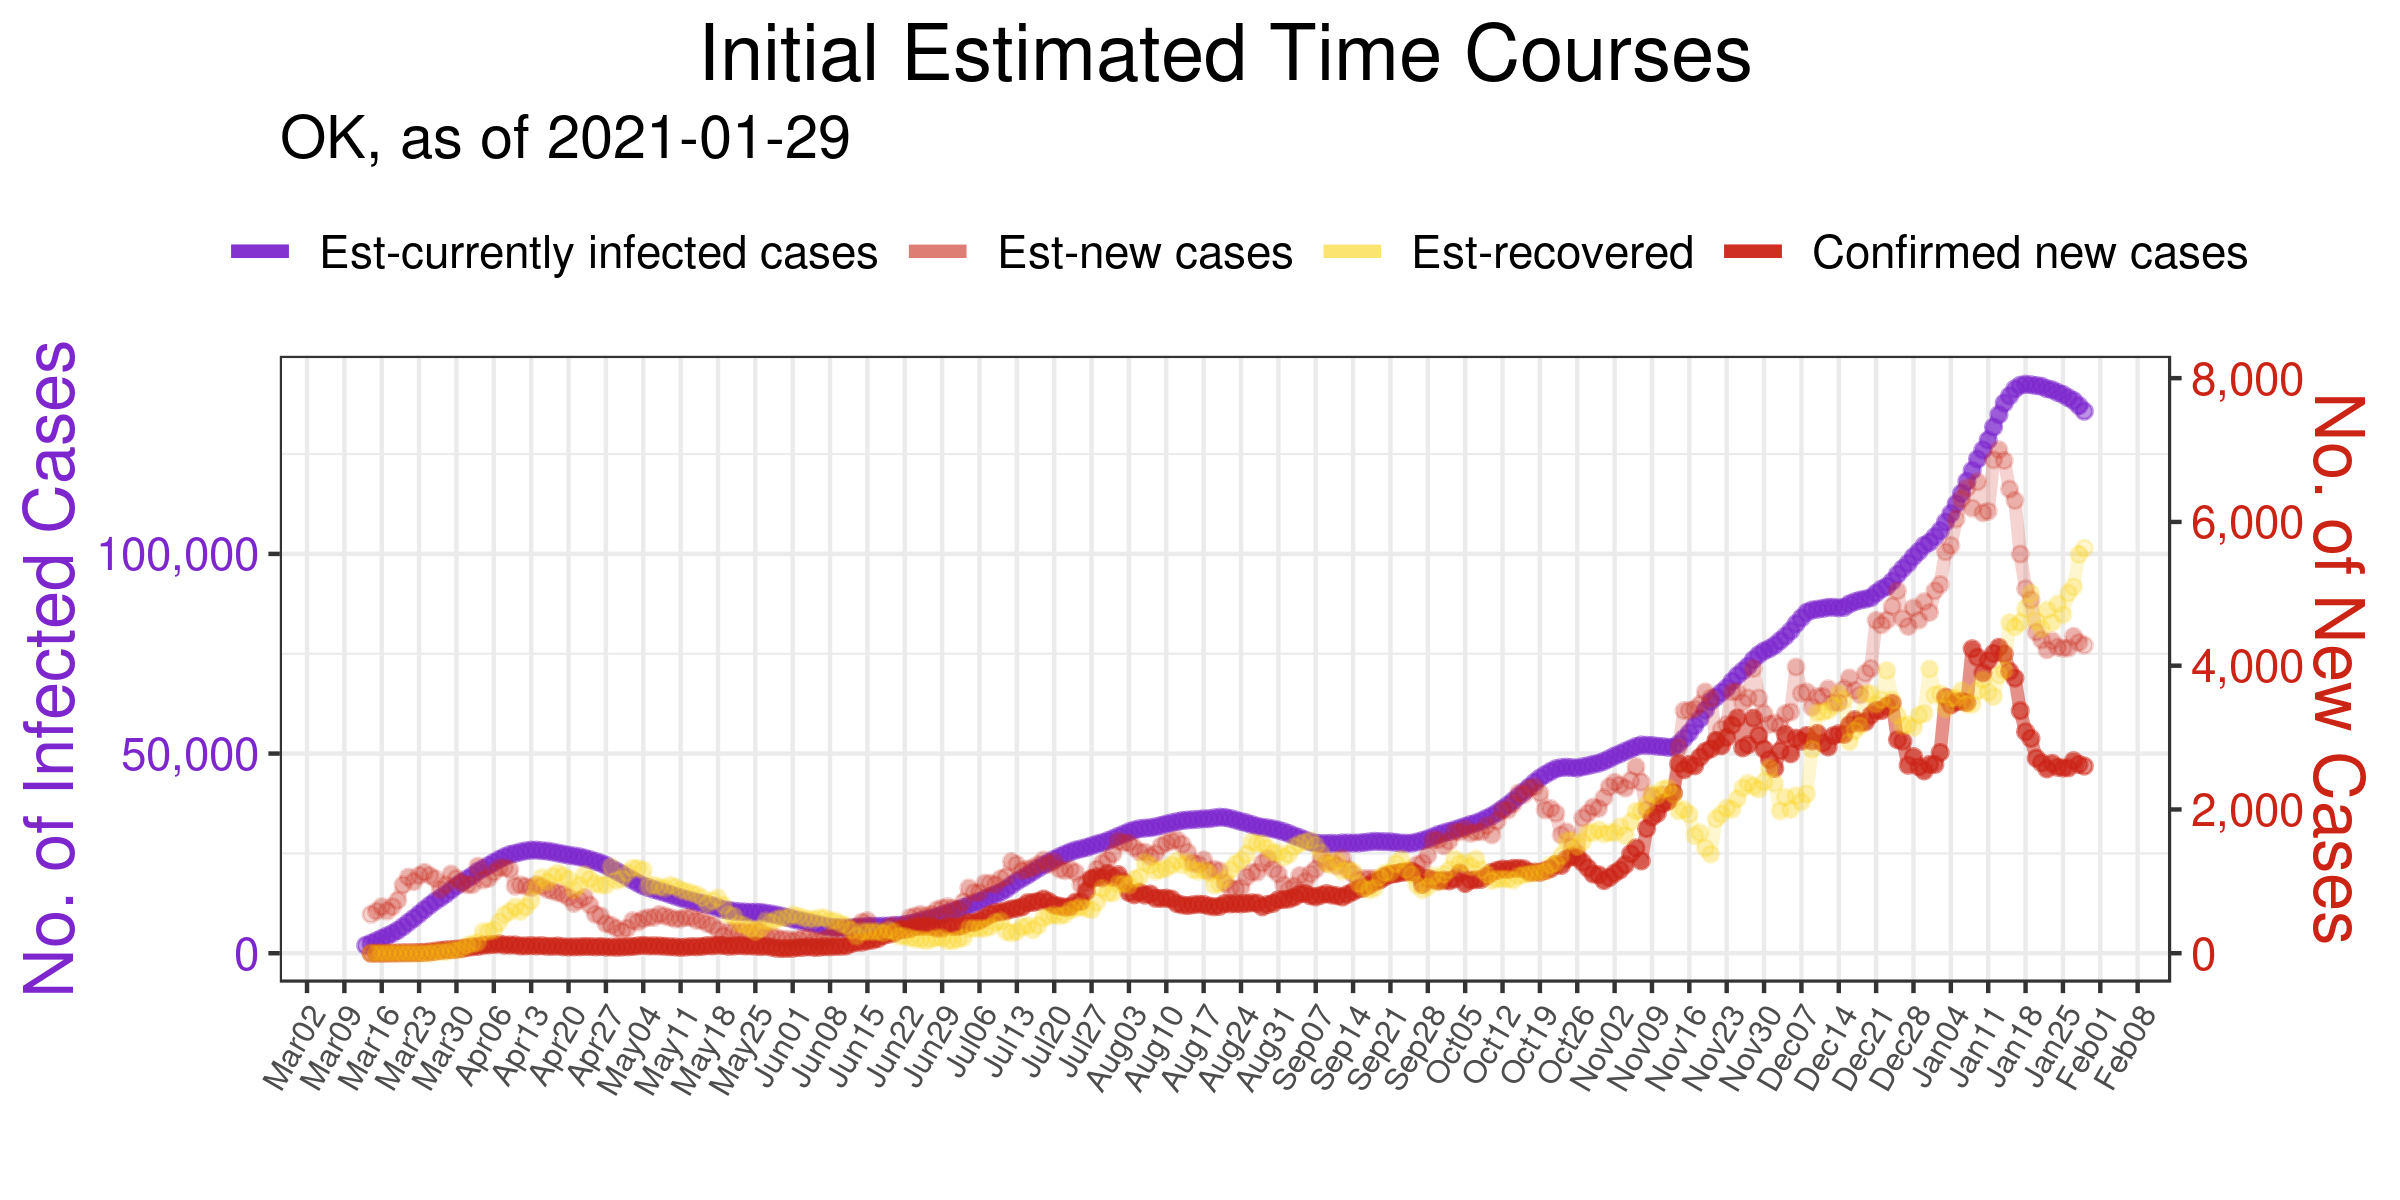 Initial Estimated Time Courses
OK, as of 2021-01-29
Est-currently infected cases
Est-new cases
Est-recovered
Confirmed new cases
No. of Infected Cases
100,000
50,000
0
8,000
6,000
4,000
2,000
0
No. of New Cases
Mar02
Mar09
Mar16
Mar23
Mar30
Apr06
Apr13
Apr20
Apr27
May04
May11
May18
May25
Jun01
Jun08
Jun15
Jun22
Jun29
Jul06
Jul13
Jul20
Jul27
Aug03
Aug10
Aug17
Aug24
Aug31
Sep07
Sep14
Sep21
Sep28
Oct05
Oct12
Oct19
Oct26
Nov02
Nov09
Nov16
Nov23
Nov30
Dec07
Dec14
Dec21
Dec28
Jan04
Jan11
Jan18
Jan25
Feb01
Feb08